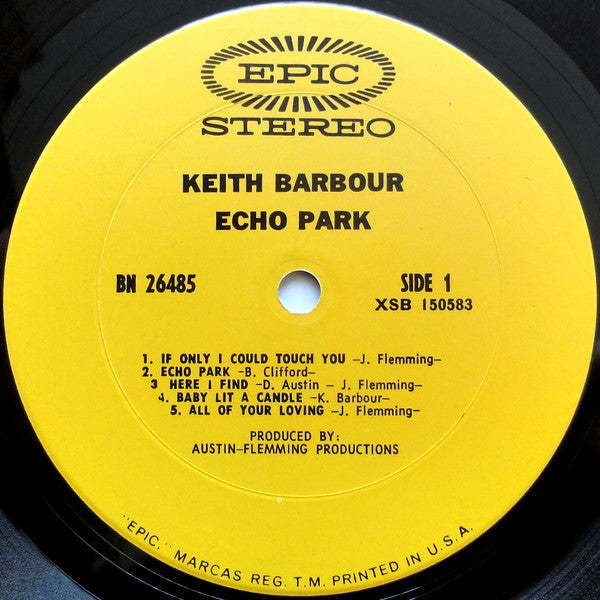 EPIC
STEREO
KEITH BARBOUR
ECHO PARK
BN 26485 SIDE 1
XSB 150583
1. IF ONLY I COULD TOUCH YOU –J. Flemming–
2. ECHO PARK –B. Clifford–
3 HERE I FIND –D. Austin – J. Flemming–
4. BABY LIT A CANDLE –K. Barbour–
5. ALL OF YOUR LOVING –J. Flemming–
PRODUCED BY:
AUSTIN–FLEMMING PRODUCTIONS
"EPIC," MARCAS REG. T.M. PRINTED IN U.S.A.